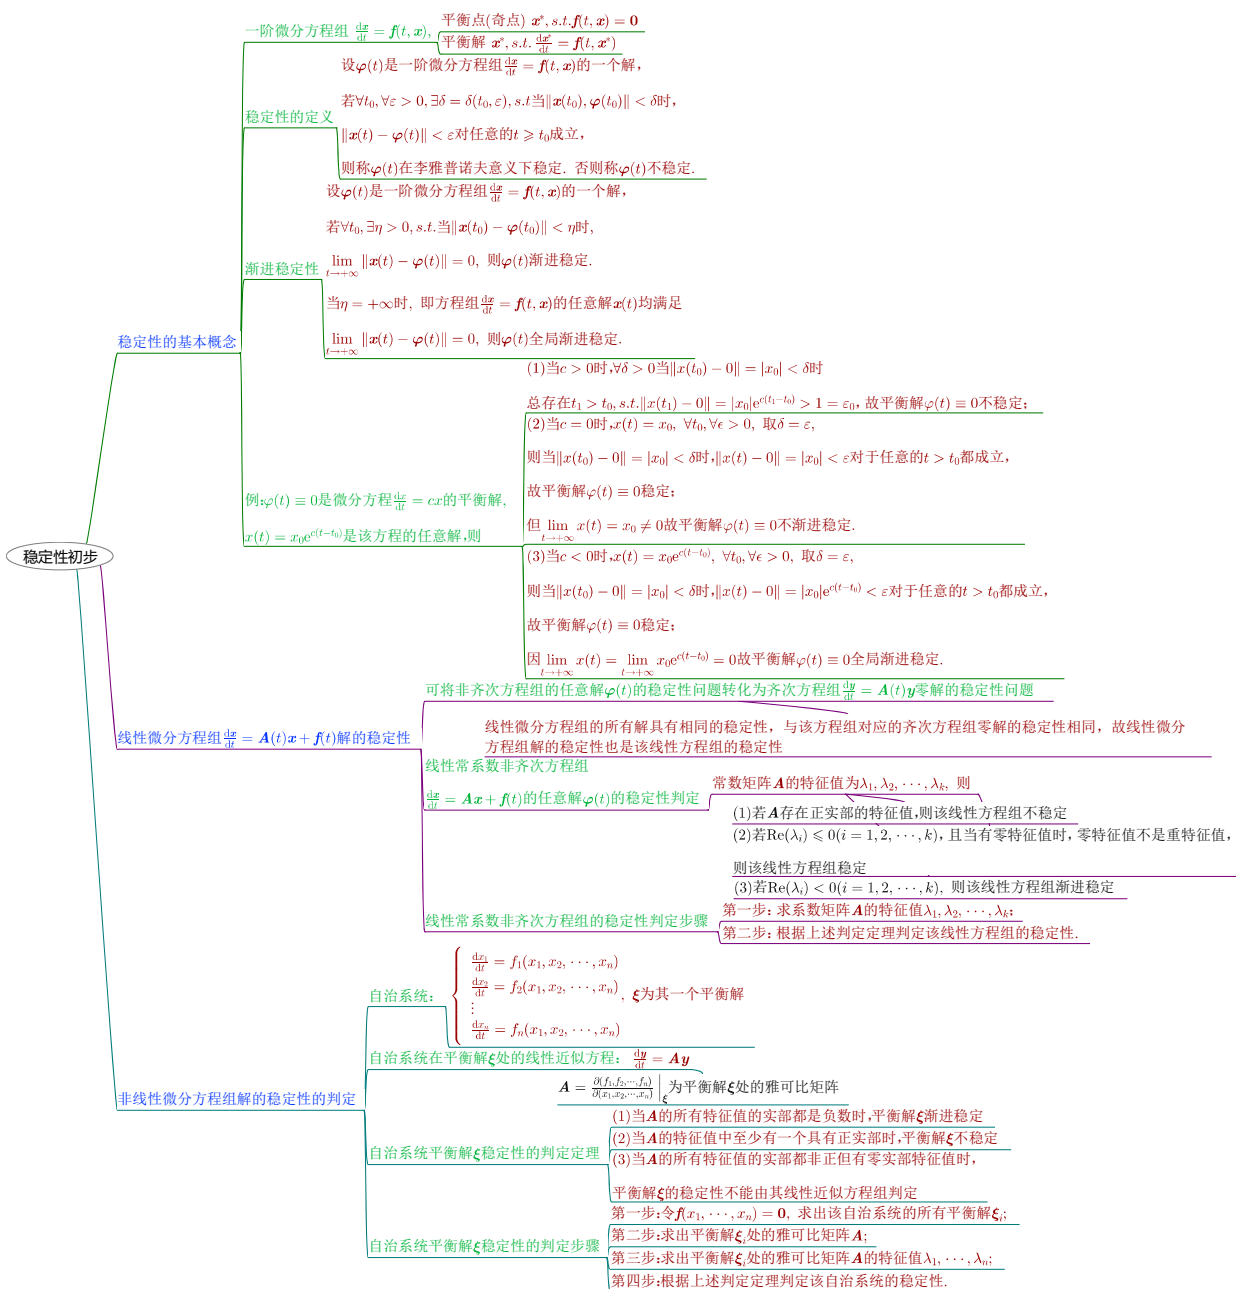 一阶微分方程组 dx/dt = f(t, x),
平衡点(奇点) x*, s.t.f(t, x) = 0
平衡解 x*, s.t. dx*/dt = f(t, x*)
稳定性的定义
设φ(t)是一阶微分方程组dx/dt = f(t, x)的一个解，
若∀t₀, ∀ε > 0, ∃δ = δ(t₀, ε), s.t当‖x(t₀), φ(t₀)‖ < δ时，
‖x(t) − φ(t)‖ < ε对任意的t ⩾ t₀成立，
则称φ(t)在李雅普诺夫意义下稳定. 否则称φ(t)不稳定.
渐进稳定性
设φ(t)是一阶微分方程组dx/dt = f(t, x)的一个解，
若∀t₀, ∃η > 0, s.t.当‖x(t₀) − φ(t₀)‖ < η时,
lim_{t→+∞} ‖x(t) − φ(t)‖ = 0, 则φ(t)渐进稳定.
当η = +∞时, 即方程组dx/dt = f(t, x)的任意解x(t)均满足
lim_{t→+∞} ‖x(t) − φ(t)‖ = 0, 则φ(t)全局渐进稳定.
稳定性的基本概念
例:φ(t) ≡ 0是微分方程dx/dt = cx的平衡解,
x(t) = x₀e^{c(t−t₀)}是该方程的任意解,则
(1)当c > 0时,∀δ > 0当‖x(t₀) − 0‖ = |x₀| < δ时
总存在t₁ > t₀, s.t.‖x(t₁) − 0‖ = |x₀|e^{c(t₁−t₀)} > 1 = ε₀, 故平衡解φ(t) ≡ 0不稳定;
(2)当c = 0时,x(t) = x₀, ∀t₀, ∀ϵ > 0, 取δ = ε,
则当‖x(t₀) − 0‖ = |x₀| < δ时,‖x(t) − 0‖ = |x₀| < ε对于任意的t > t₀都成立，
故平衡解φ(t) ≡ 0稳定;
但 lim_{t→+∞} x(t) = x₀ ≠ 0故平衡解φ(t) ≡ 0不渐进稳定.
(3)当c < 0时,x(t) = x₀e^{c(t−t₀)}, ∀t₀, ∀ϵ > 0, 取δ = ε,
则当‖x(t₀) − 0‖ = |x₀| < δ时,‖x(t) − 0‖ = |x₀|e^{c(t−t₀)} < ε对于任意的t > t₀都成立，
故平衡解φ(t) ≡ 0稳定;
因 lim_{t→+∞} x(t) = lim_{t→+∞} x₀e^{c(t−t₀)} = 0故平衡解φ(t) ≡ 0全局渐进稳定.
稳定性初步
线性微分方程组dx/dt = A(t)x + f(t)解的稳定性
可将非齐次方程组的任意解φ(t)的稳定性问题转化为齐次方程组dy/dt = A(t)y零解的稳定性问题
线性微分方程组的所有解具有相同的稳定性，与该方程组对应的齐次方程组零解的稳定性相同，故线性微分
方程组解的稳定性也是该线性方程组的稳定性
线性常系数非齐次方程组
dx/dt = Ax + f(t)的任意解φ(t)的稳定性判定
常数矩阵A的特征值为λ₁, λ₂, ⋯, λₖ, 则
(1)若A存在正实部的特征值,则该线性方程组不稳定
(2)若Re(λᵢ) ⩽ 0(i = 1, 2, ⋯, k), 且当有零特征值时, 零特征值不是重特征值,
则该线性方程组稳定
(3)若Re(λᵢ) < 0(i = 1, 2, ⋯, k), 则该线性方程组渐进稳定
线性常系数非齐次方程组的稳定性判定步骤
第一步: 求系数矩阵A的特征值λ₁, λ₂, ⋯, λₖ;
第二步: 根据上述判定定理判定该线性方程组的稳定性.
非线性微分方程组解的稳定性的判定
自治系统:
dx₁/dt = f₁(x₁, x₂, ⋯, xₙ)
dx₂/dt = f₂(x₁, x₂, ⋯, xₙ) , ξ为其一个平衡解
⋮
dxₙ/dt = fₙ(x₁, x₂, ⋯, xₙ)
自治系统在平衡解ξ处的线性近似方程: dy/dt = Ay
A = ∂(f₁,f₂,⋯,fₙ)/∂(x₁,x₂,⋯,xₙ) |_ξ为平衡解ξ处的雅可比矩阵
自治系统平衡解ξ稳定性的判定定理
(1)当A的所有特征值的实部都是负数时,平衡解ξ渐进稳定
(2)当A的特征值中至少有一个具有正实部时,平衡解ξ不稳定
(3)当A的所有特征值的实部都非正但有零实部特征值时,
平衡解ξ的稳定性不能由其线性近似方程组判定
自治系统平衡解ξ稳定性的判定步骤
第一步:令f(x₁, ⋯, xₙ) = 0, 求出该自治系统的所有平衡解ξᵢ;
第二步:求出平衡解ξᵢ处的雅可比矩阵A;
第三步:求出平衡解ξᵢ处的雅可比矩阵A的特征值λ₁, ⋯, λₙ;
第四步:根据上述判定定理判定该自治系统的稳定性.